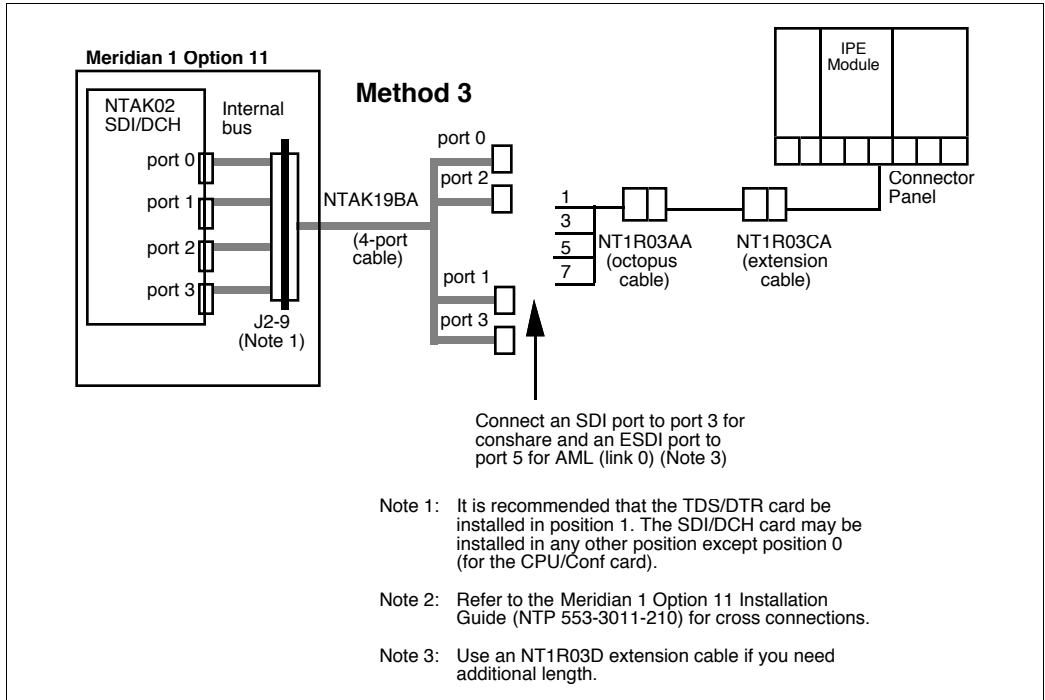 Meridian 1 Option 11
Method 3
NTAK02
SDI/DCH
Internal
bus
port 0
port 1
port 2
port 3
J2-9
(Note 1)
NTAK19BA
(4-port
cable)
port 0
port 2
port 1
port 3
1
3
5
7
NT1R03AA
(octopus
cable)
NT1R03CA
(extension
cable)
IPE
Module
Connector
Panel
Connect an SDI port to port 3 for
conshare and an ESDI port to
port 5 for AML (link 0) (Note 3)
Note 1: It is recommended that the TDS/DTR card be
installed in position 1. The SDI/DCH card may be
installed in any other position except position 0
(for the CPU/Conf card).
Note 2: Refer to the Meridian 1 Option 11 Installation
Guide (NTP 553-3011-210) for cross connections.
Note 3: Use an NT1R03D extension cable if you need
additional length.